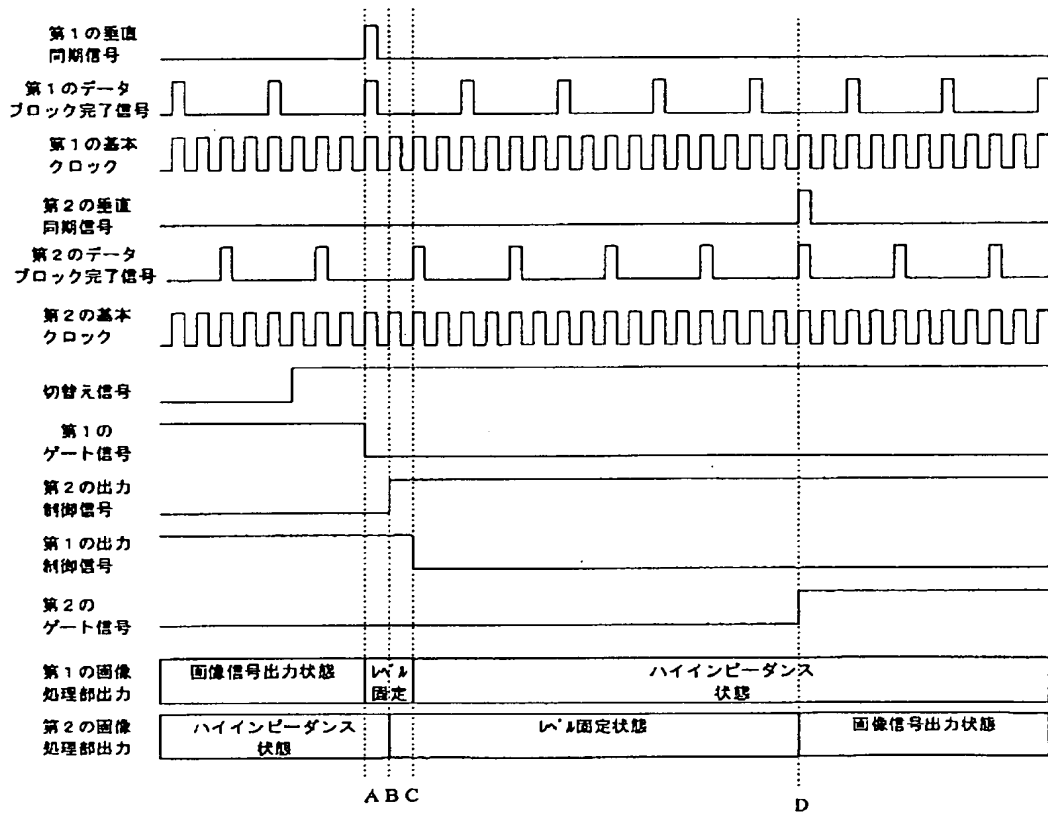 第1の垂直
同期信号
第1のデータ
ブロック完了信号
第1の基本
クロック
第2の垂直
同期信号
第2のデータ
ブロック完了信号
第2の基本
クロック
切替え信号
第1の
ゲート信号
第2の出力
制御信号
第1の出力
制御信号
第2の
ゲート信号
第1の画像
処理部出力
画像信号出力状態
レベル
固定
ハイインピーダンス
状態
第2の画像
処理部出力
ハイインピーダンス
状態
レベル固定状態
画像信号出力状態
A B C
D